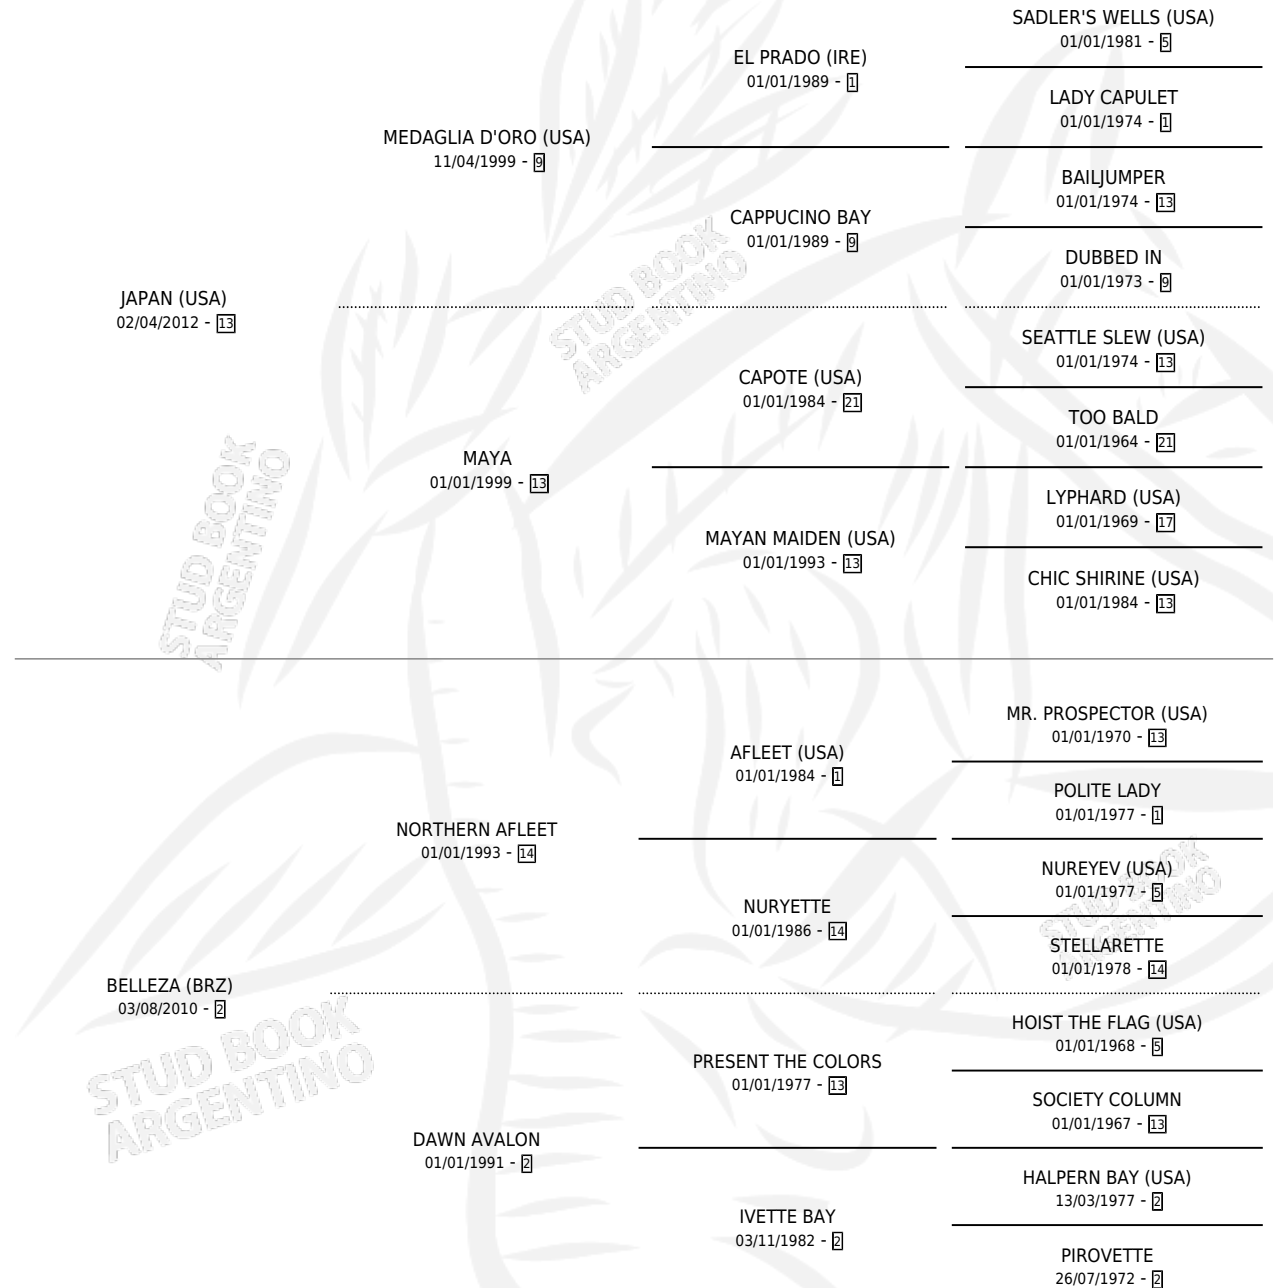 SADLER'S WELLS (USA)
01/01/1981 - 5
EL PRADO (IRE)
01/01/1989 - 1
LADY CAPULET
01/01/1974 - 1
MEDAGLIA D'ORO (USA)
11/04/1999 - 9
BAILJUMPER
01/01/1974 - 13
CAPPUCINO BAY
01/01/1989 - 9
DUBBED IN
01/01/1973 - 9
JAPAN (USA)
02/04/2012 - 13
STUD BOOK
ARGENTINO
SEATTLE SLEW (USA)
01/01/1974 - 13
CAPOTE (USA)
01/01/1984 - 21
TOO BALD
01/01/1964 - 21
MAYA
01/01/1999 - 13
LYPHARD (USA)
01/01/1969 - 17
MAYAN MAIDEN (USA)
01/01/1993 - 13
CHIC SHIRINE (USA)
01/01/1984 - 13
STUD BOOK
ARGENTINO
MR. PROSPECTOR (USA)
01/01/1970 - 13
AFLEET (USA)
01/01/1984 - 1
POLITE LADY
01/01/1977 - 1
NORTHERN AFLEET
01/01/1993 - 14
NUREYEV (USA)
01/01/1977 - 5
NURYETTE
01/01/1986 - 14
STELLARETTE
01/01/1978 - 14
STUD BOOK
ARGENTINO
BELLEZA (BRZ)
03/08/2010 - 2
HOIST THE FLAG (USA)
01/01/1968 - 5
PRESENT THE COLORS
01/01/1977 - 13
SOCIETY COLUMN
01/01/1967 - 13
STUD BOOK
ARGENTINO
DAWN AVALON
01/01/1991 - 2
HALPERN BAY (USA)
13/03/1977 - 2
IVETTE BAY
03/11/1982 - 2
PIROVETTE
26/07/1972 - 2